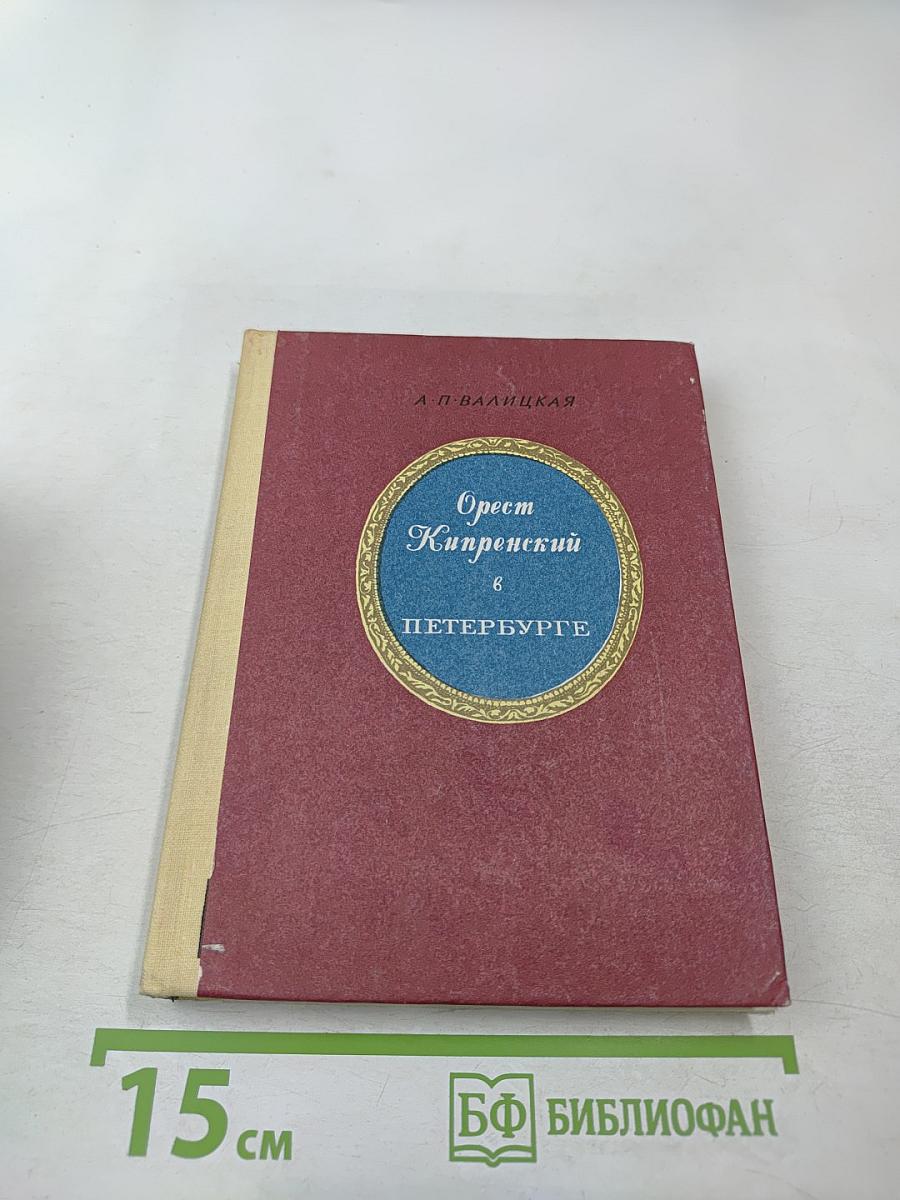 А·П·ВАЛИЦКАЯ
Орест
Кипренский
в
ПЕТЕРБУРГЕ
15 см
БФ БИБЛИОФАН